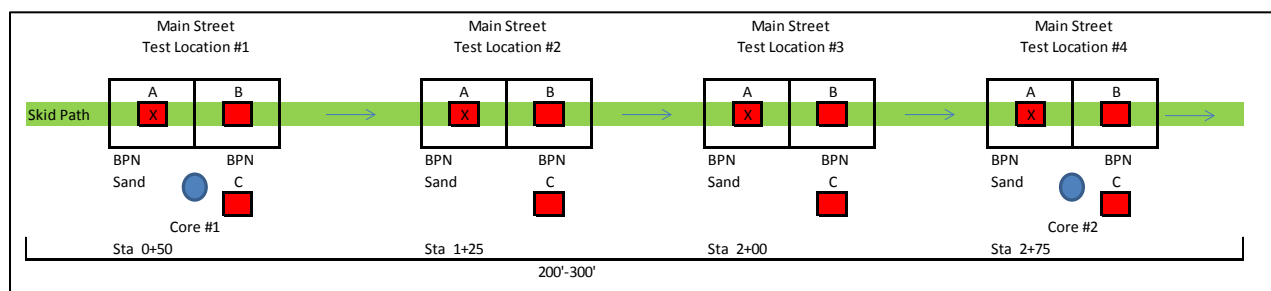 Main Street Main Street Main Street Main Street
Test Location #1 Test Location #2 Test Location #3 Test Location #4
A B A B A B A B
Skid Path X X X X
BPN BPN BPN BPN BPN BPN BPN BPN
Sand C Sand C Sand C Sand C
Core #1 Core #2
Sta 0+50 Sta 1+25 Sta 2+00 Sta 2+75
200'-300'